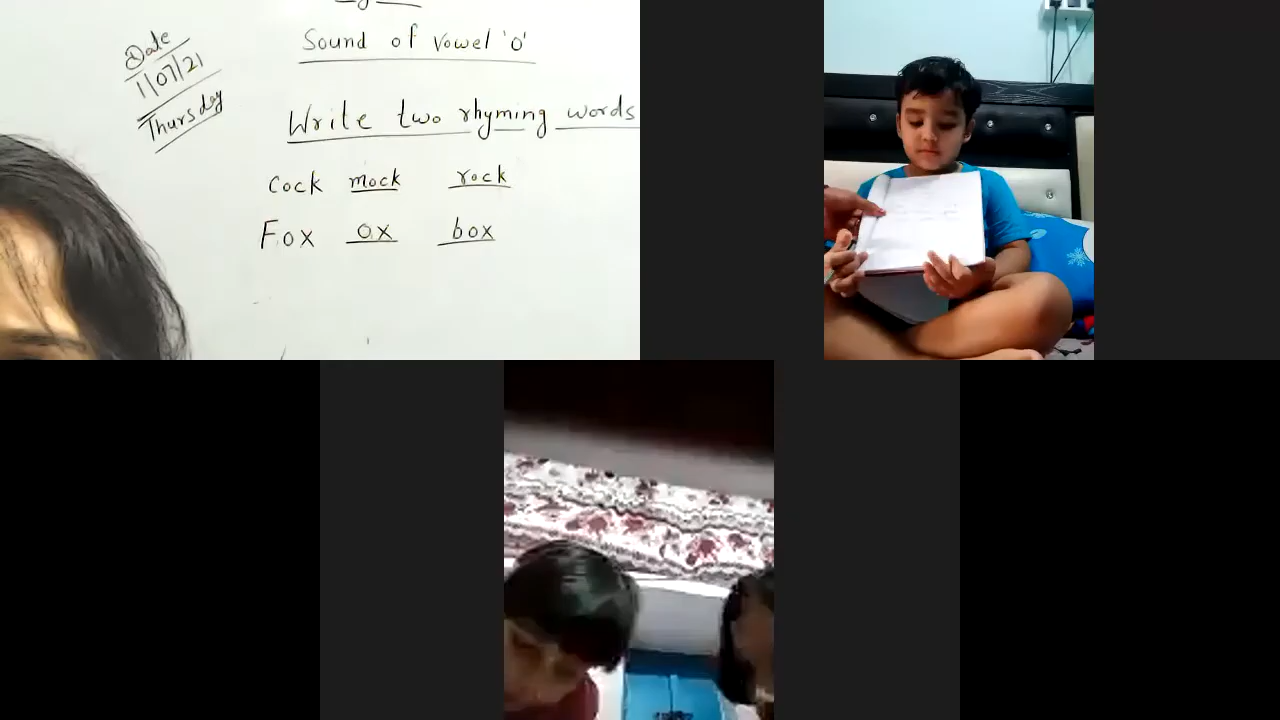 Sound of vowel 'o'
Date
1/07/21
Thursday
Write two rhyming words
Cock mock rock
Fox ox box